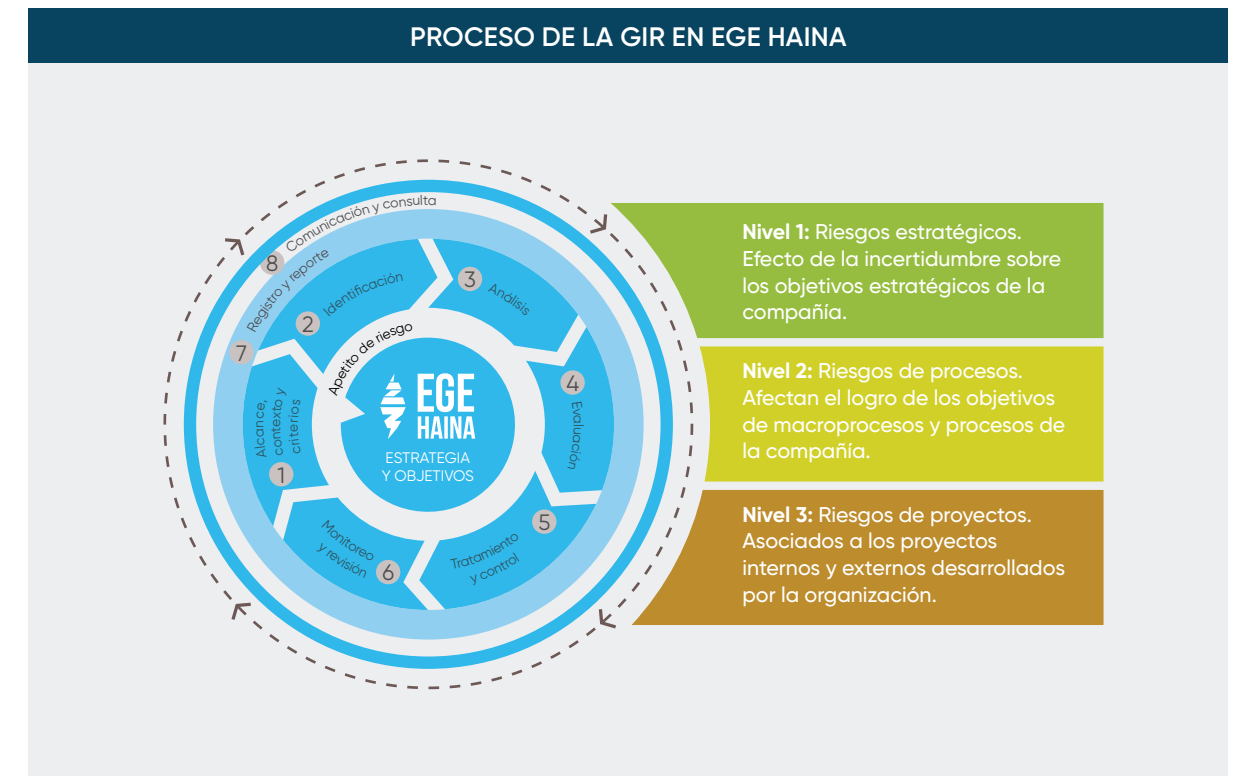 PROCESO DE LA GIR EN EGE HAINA
8
Comunicación y consulta
7
Registro y reporte
1
Alcance,
contexto y
criterios
2
Identificación
3
Análisis
4
Evaluación
5
Tratamiento
y control
6
Monitoreo
y revisión
Apetito de riesgo
EGE
HAINA
ESTRATEGIA
Y OBJETIVOS
Nivel 1: Riesgos estratégicos.
Efecto de la incertidumbre sobre
los objetivos estratégicos de la
compañía.
Nivel 2: Riesgos de procesos.
Afectan el logro de los objetivos
de macroprocesos y procesos de
la compañía.
Nivel 3: Riesgos de proyectos.
Asociados a los proyectos
internos y externos desarrollados
por la organización.